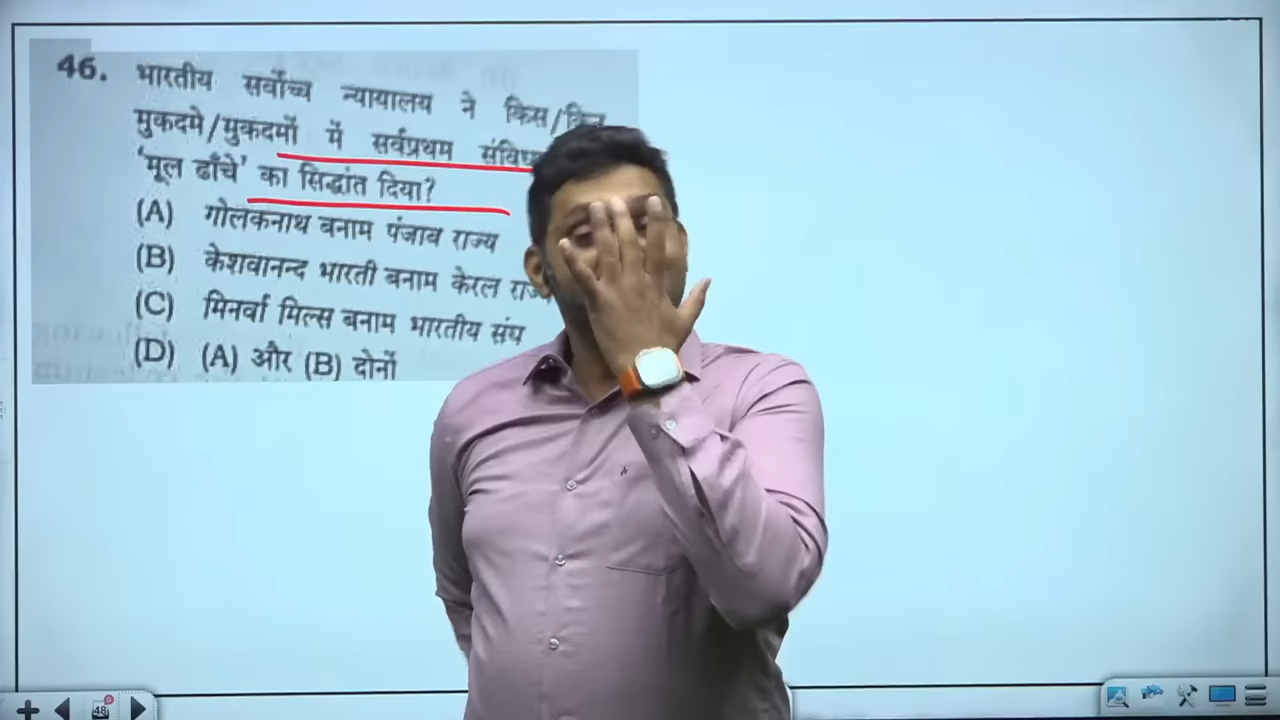 46. भारतीय सर्वोच्च न्यायालय ने किस/किन
मुकदमे/मुकदमों में सर्वप्रथम
'मूल ढाँचे' का सिद्धांत दिया?
(A) गोलकनाथ बनाम पंजाब राज्य
(B) केशवानन्द भारती बनाम केरल
(C) मिनर्वा मिल्स बनाम भारतीय संघ
(D) (A) और (B) दोनों
48